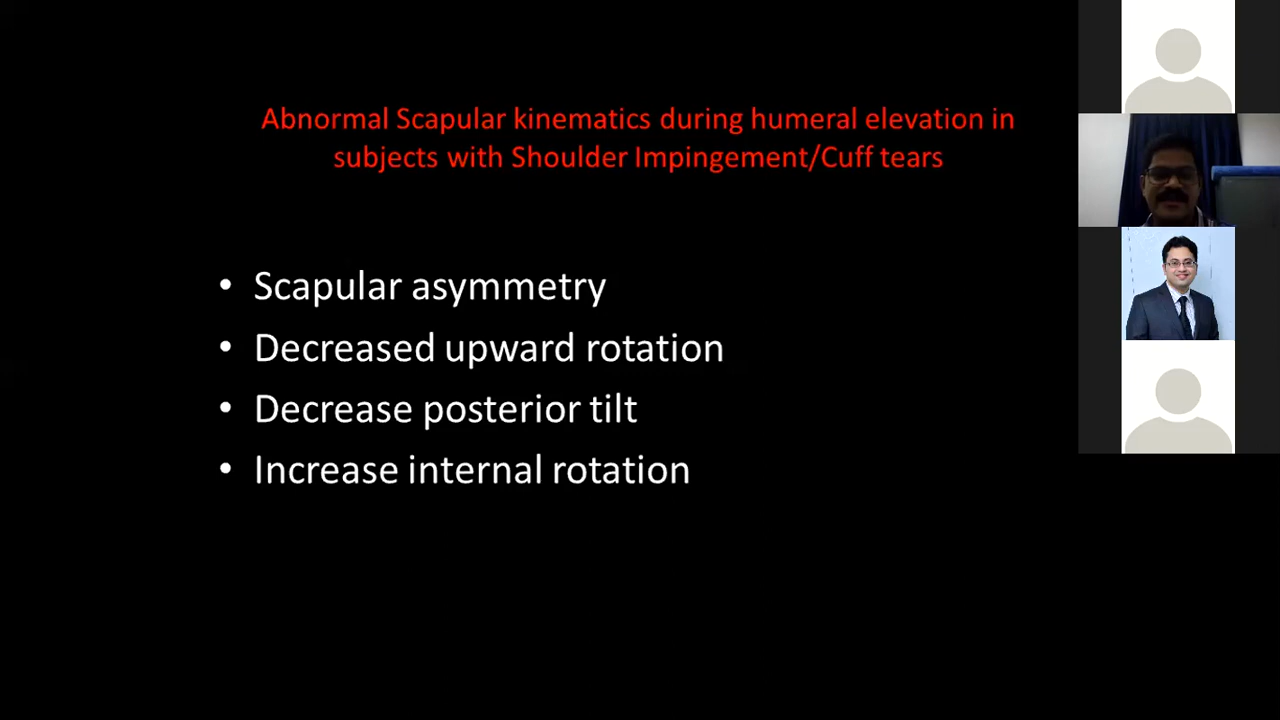 Abnormal Scapular kinematics during humeral elevation in
subjects with Shoulder Impingement/Cuff tears
• Scapular asymmetry
• Decreased upward rotation
• Decrease posterior tilt
• Increase internal rotation